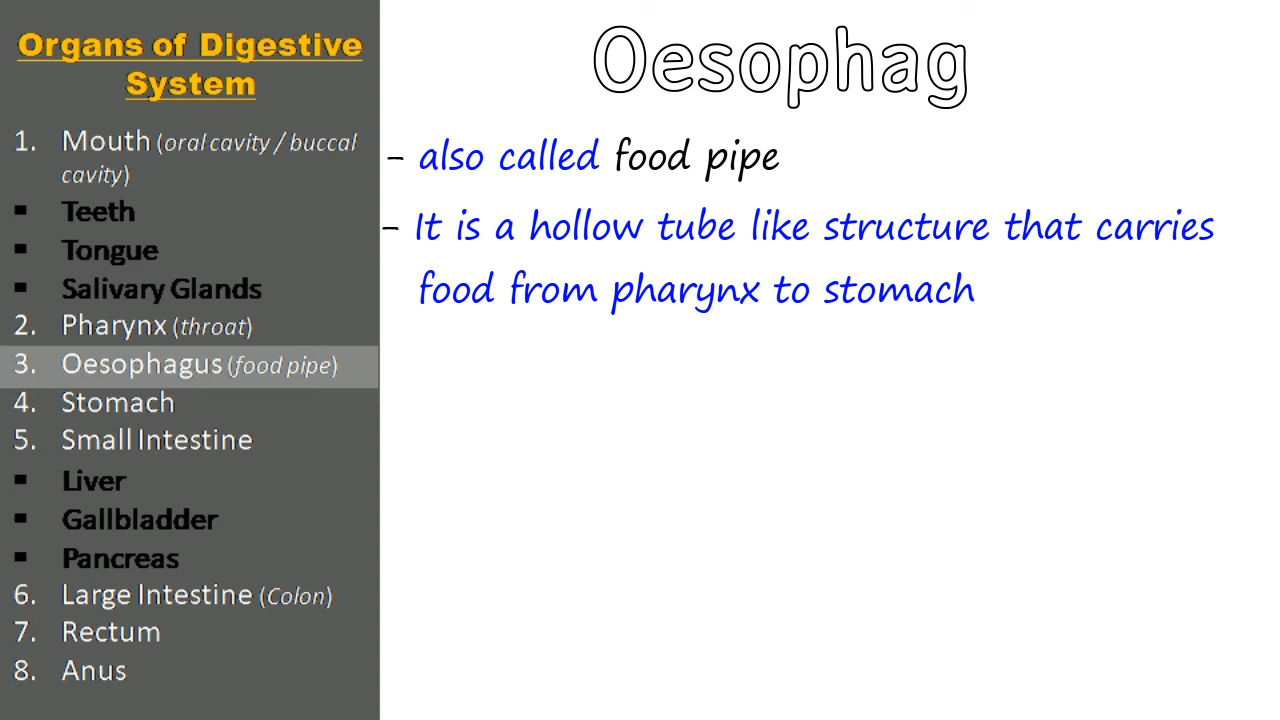 Organs of Digestive
System
1. Mouth (oral cavity / buccal
cavity)
▪ Teeth
▪ Tongue
▪ Salivary Glands
2. Pharynx (throat)
3. Oesophagus (food pipe)
4. Stomach
5. Small Intestine
▪ Liver
▪ Gallbladder
▪ Pancreas
6. Large Intestine (Colon)
7. Rectum
8. Anus
Oesophag
- also called food pipe
- It is a hollow tube like structure that carries
food from pharynx to stomach